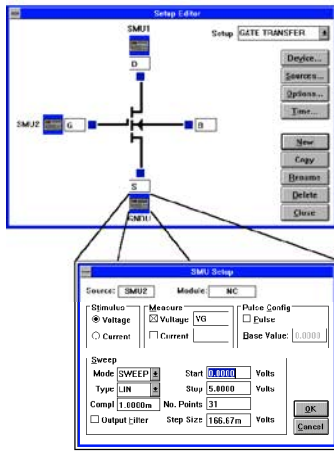 Setup Editor
SMU1
Setup GATE TRANSFER
D
Device...
Sources...
Options...
Time...
SMU2 G B
New
Copy
Rename
Delete
Close
S
GNDU
SMU Setup
Source: SMU2 Module: NC
Stimulus
Voltage
Current
Measure
Voltage VG
Current
Pulse Config
Pulse
Base Value: 0.0000
Sweep
Mode SWEEP Start 0.0000 Volts
Type LIN Stop 5.0000 Volts
Compl 1.0000m No. Points 31
Output Filter Step Size 166.67m Volts
OK
Cancel